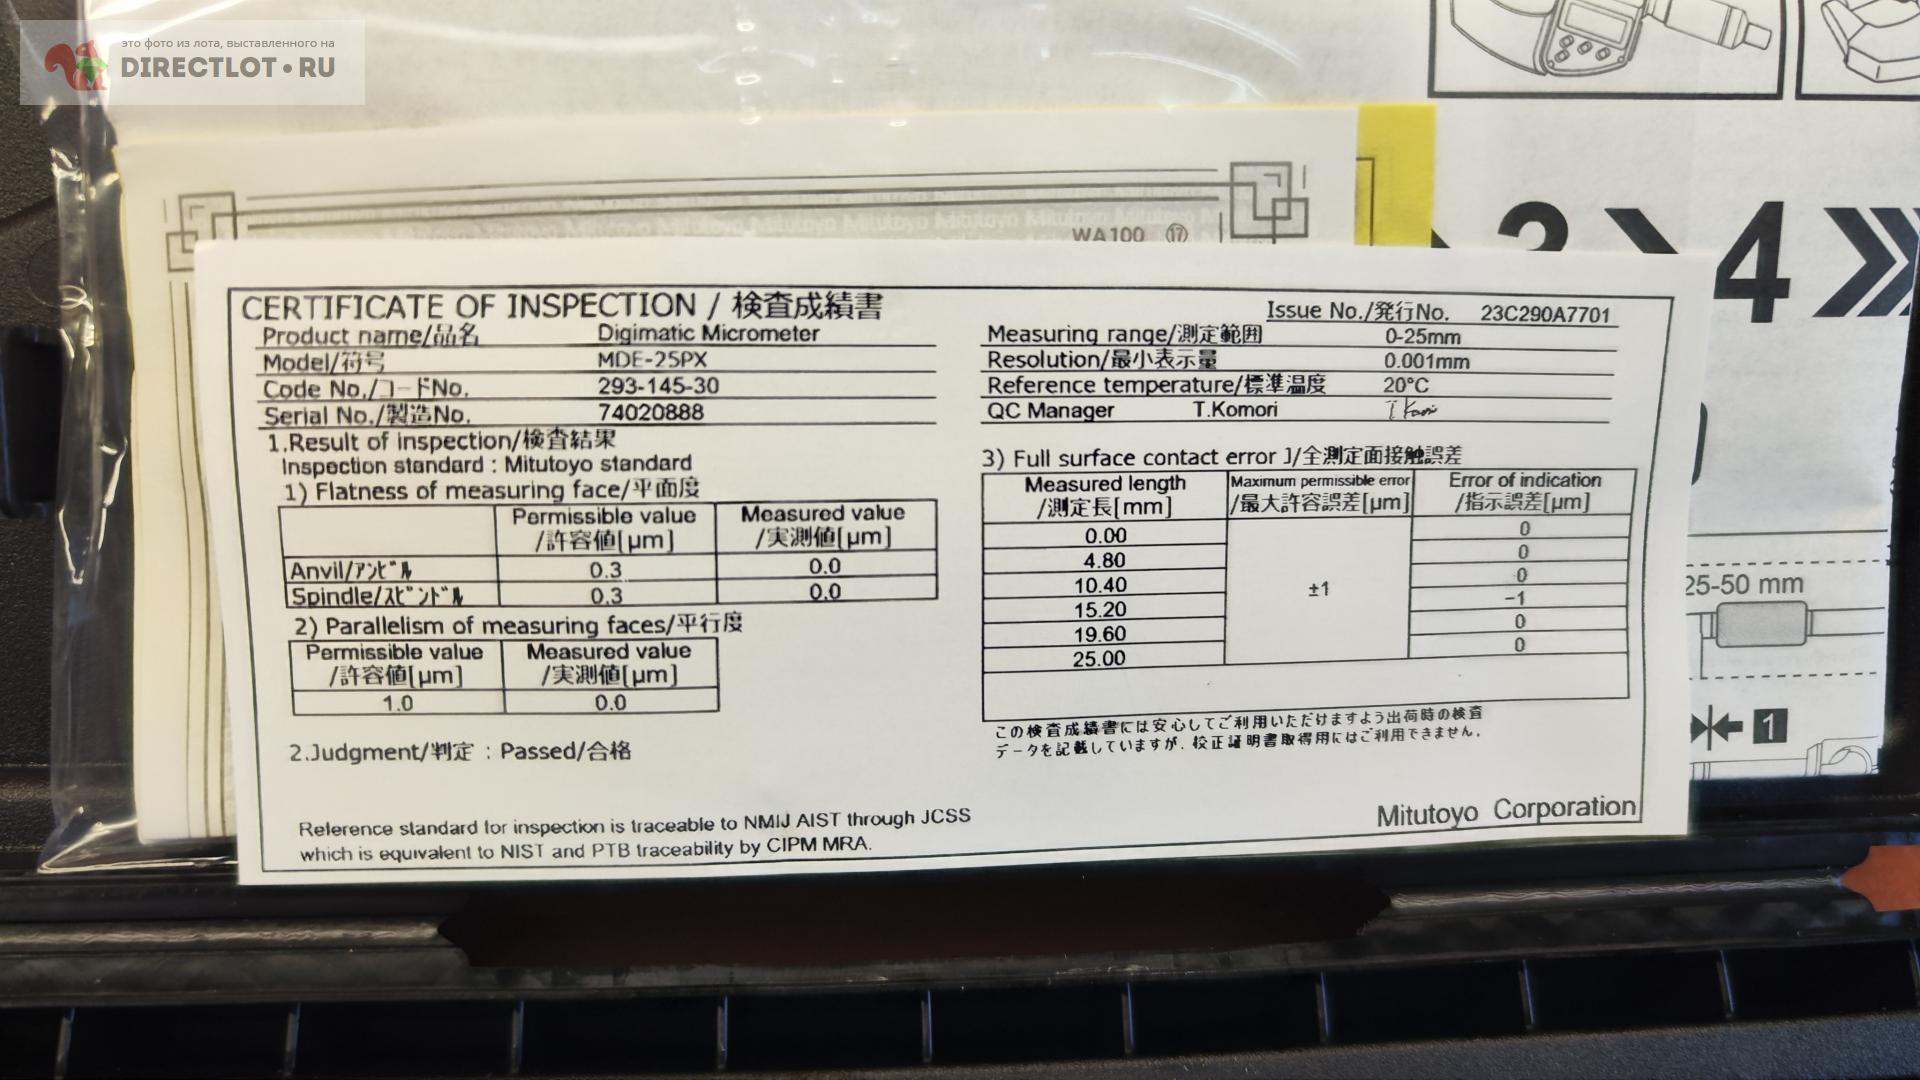 это фото из лота, выставленного на
DIRECTLOT•RU
WA100 ⑰
4
CERTIFICATE OF INSPECTION / 検査成績書
Product name/品名 Digimatic Micrometer
Model/符号 MDE-25PX
Code No./コードNo. 293-145-30
Serial No./製造No. 74020888
1.Result of inspection/検査結果
Inspection standard : Mitutoyo standard
1) Flatness of measuring face/平面度
Permissible value Measured value
/許容値[μm] /実測値[μm]
Anvil/ｱﾝﾋﾞﾙ 0.3 0.0
Spindle/ｽﾋﾟﾝﾄﾞﾙ 0.3 0.0
2) Parallelism of measuring faces/平行度
Permissible value Measured value
/許容値[μm] /実測値[μm]
1.0 0.0
2.Judgment/判定 : Passed/合格
Reference standard for inspection is traceable to NMIJ AIST through JCSS
which is equivalent to NIST and PTB traceability by CIPM MRA.
Issue No./発行No. 23C290A7701
Measuring range/測定範囲 0-25mm
Resolution/最小表示量 0.001mm
Reference temperature/標準温度 20°C
QC Manager T.Komori
3) Full surface contact error J/全測定面接触誤差
Measured length Maximum permissible error Error of indication
/測定長[mm] /最大許容誤差[μm] /指示誤差[μm]
0.00 0
4.80 0
10.40 0
±1
15.20 -1
19.60 0
25.00 0
この検査成績書には安心してご利用いただけますよう出荷時の検査
データを記載していますが、校正証明書取得用にはご利用できません。
Mitutoyo Corporation
25-50 mm
1